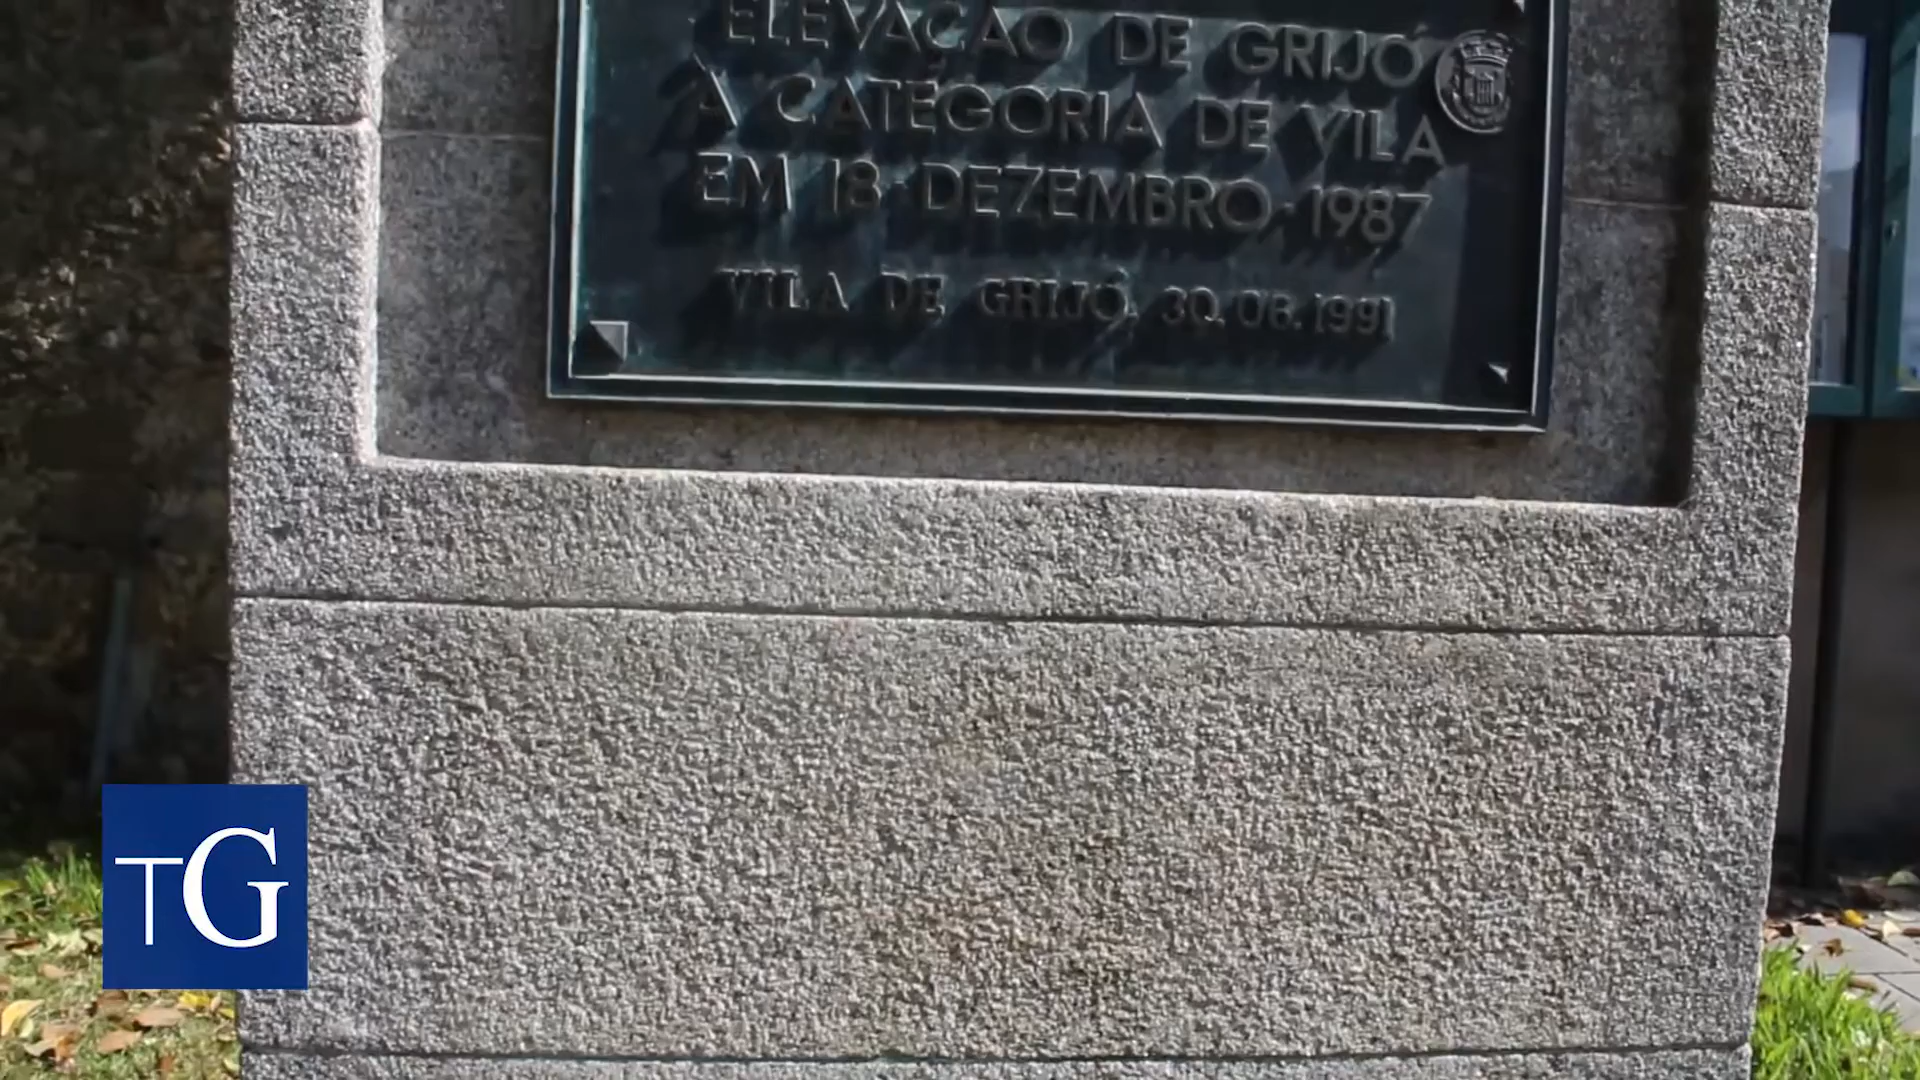 ELEVAÇÃO DE GRIJÓ
À CATEGORIA DE VILA
EM 18 DEZEMBRO 1987
VILA DE GRIJÓ, 30.06.1991
TG